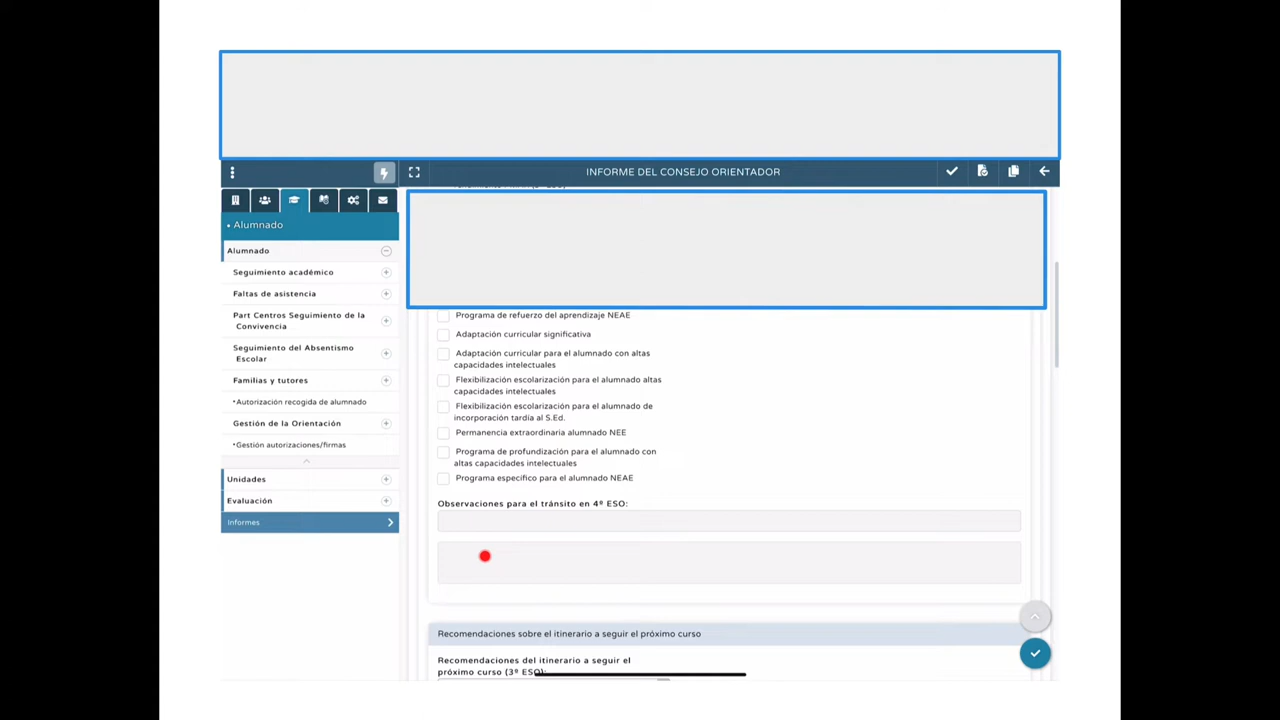 INFORME DEL CONSEJO ORIENTADOR
• Alumnado
Alumnado
Seguimiento académico
Faltas de asistencia
Part Centros Seguimiento de la
Convivencia
Seguimiento del Absentismo
Escolar
Familias y tutores
•Autorización recogida de alumnado
Gestión de la Orientación
•Gestión autorizaciones/firmas
Unidades
Evaluación
Informes
Programa de refuerzo del aprendizaje NEAE
Adaptación curricular significativa
Adaptación curricular para el alumnado con altas
capacidades intelectuales
Flexibilización escolarización para el alumnado altas
capacidades intelectuales
Flexibilización escolarización para el alumnado de
incorporación tardía al S.Ed.
Permanencia extraordinaria alumnado NEE
Programa de profundización para el alumnado con
altas capacidades intelectuales
Programa específico para el alumnado NEAE
Observaciones para el tránsito en 4º ESO:
Recomendaciones sobre el itinerario a seguir el próximo curso
Recomendaciones del itinerario a seguir el
próximo curso (3º ESO):